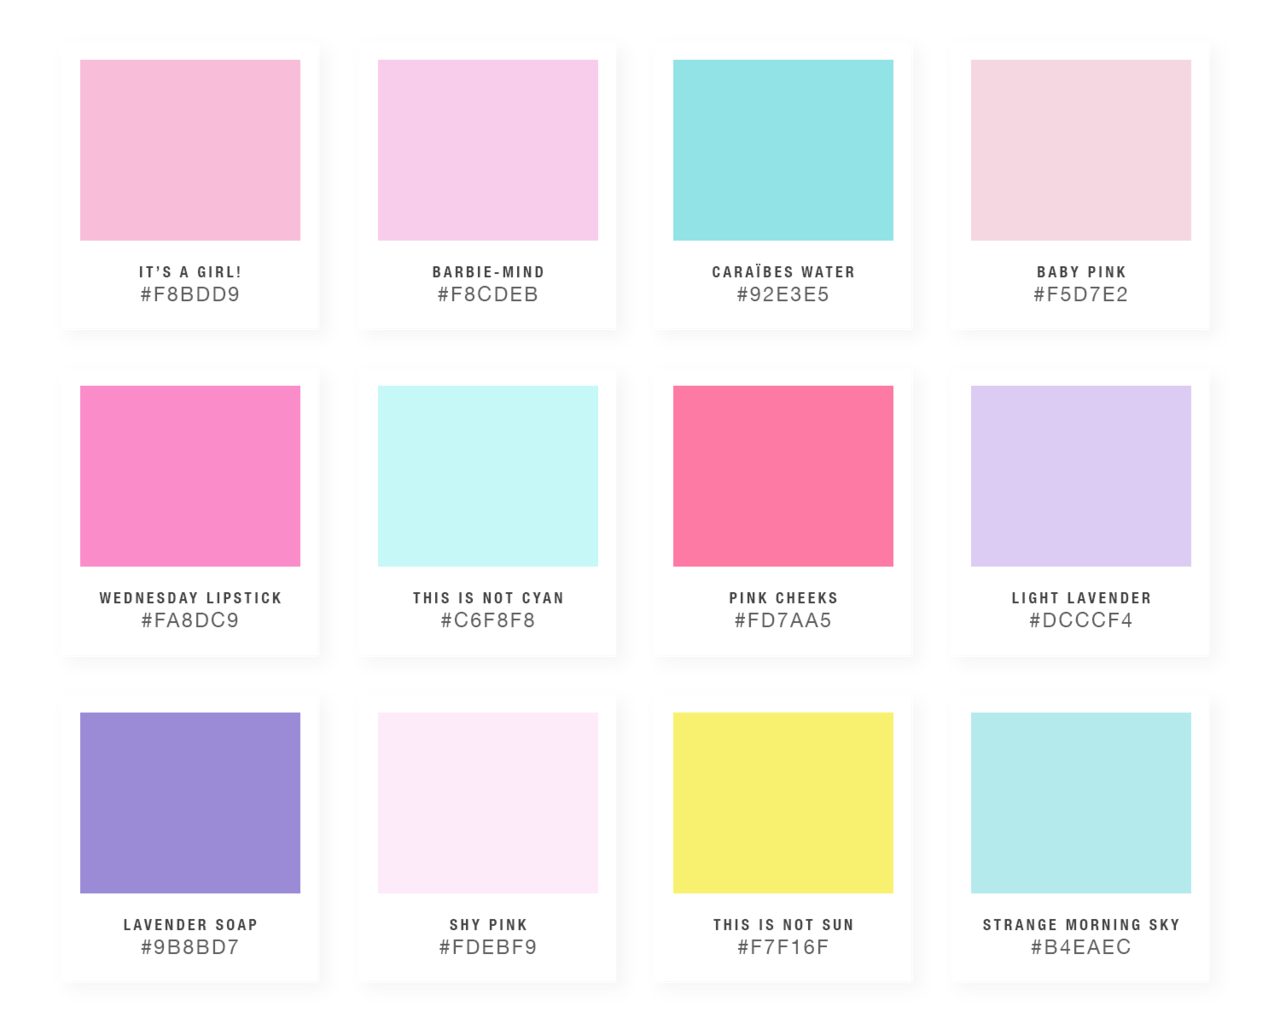 IT'S A GIRL!
#F8BDD9
BARBIE-MIND
#F8CDEB
CARAÏBES WATER
#92E3E5
BABY PINK
#F5D7E2
WEDNESDAY LIPSTICK
#FA8DC9
THIS IS NOT CYAN
#C6F8F8
PINK CHEEKS
#FD7AA5
LIGHT LAVENDER
#DCCCF4
LAVENDER SOAP
#9B8BD7
SHY PINK
#FDEBF9
THIS IS NOT SUN
#F7F16F
STRANGE MORNING SKY
#B4EAEC